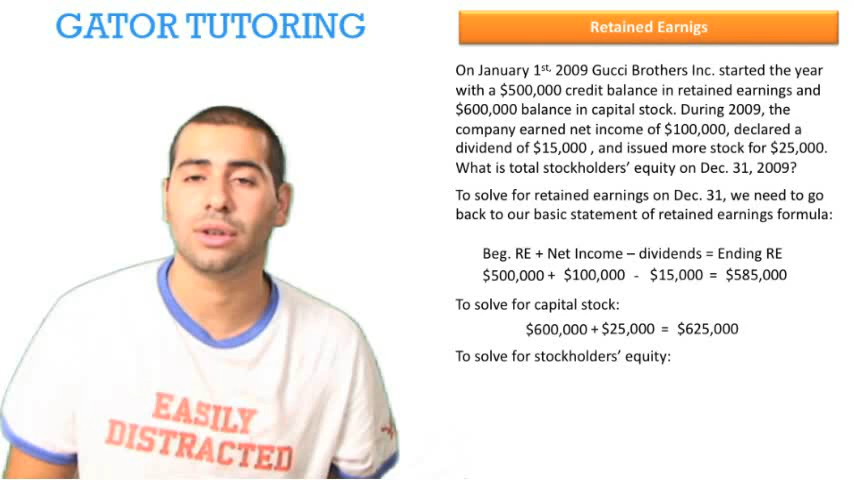 GATOR TUTORING
Retained Earnigs
On January 1st, 2009 Gucci Brothers Inc. started the year
with a $500,000 credit balance in retained earnings and
$600,000 balance in capital stock. During 2009, the
company earned net income of $100,000, declared a
dividend of $15,000 , and issued more stock for $25,000.
What is total stockholders' equity on Dec. 31, 2009?
To solve for retained earnings on Dec. 31, we need to go
back to our basic statement of retained earnings formula:
Beg. RE + Net Income – dividends = Ending RE
$500,000 + $100,000 - $15,000 = $585,000
To solve for capital stock:
$600,000 + $25,000 = $625,000
To solve for stockholders' equity:
EASILY
DISTRACTED